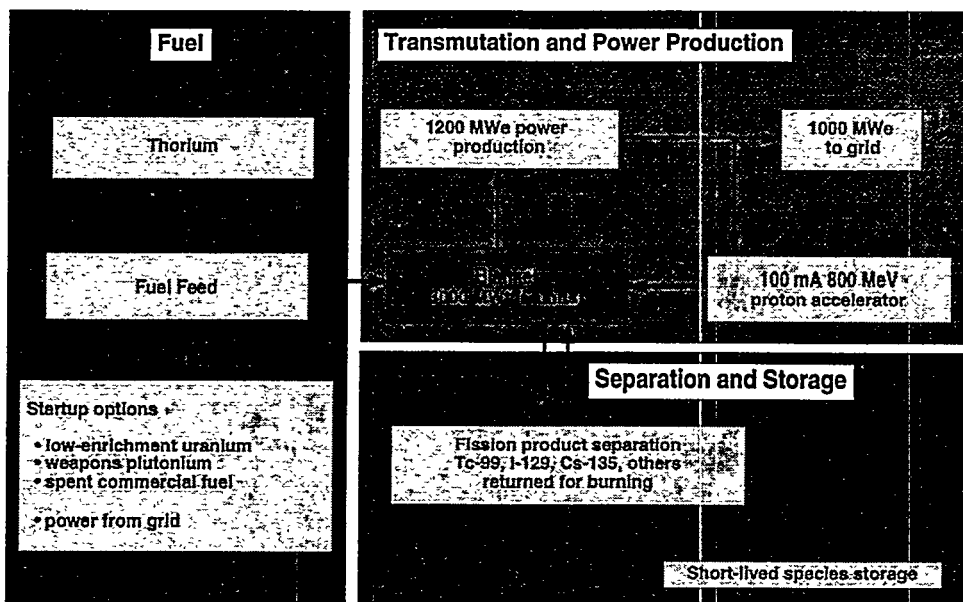 Fuel
Thorium
Fuel Feed
Startup options
• low-enrichment uranium
• weapons plutonium
• spent commercial fuel
• power from grid
Transmutation and Power Production
1200 MWe power
production
1000 MWe
to grid
100 mA 800 MeV
proton accelerator
Separation and Storage
Fission product separation
Tc-99, I-129, Cs-135, others
returned for burning
Short-lived species storage